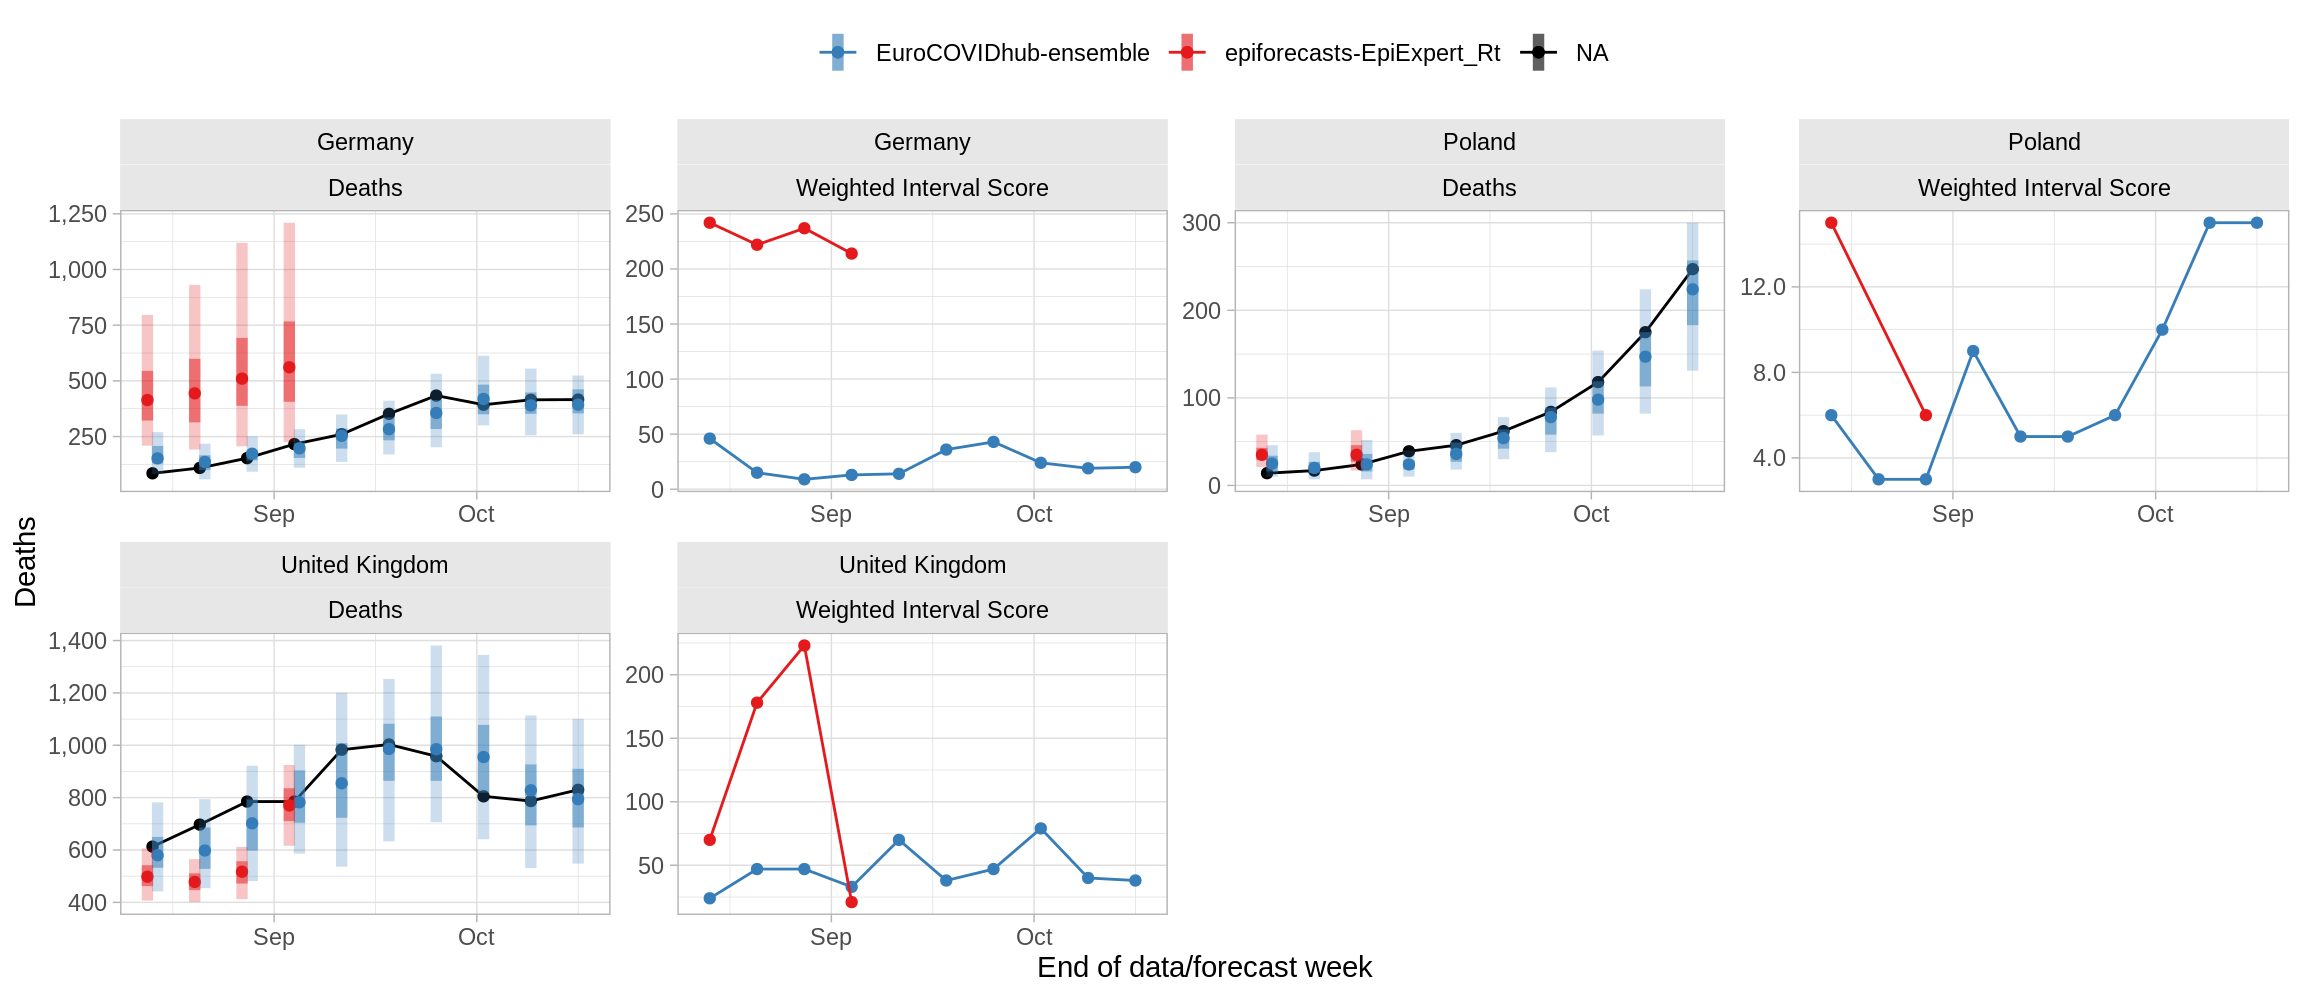 EuroCOVIDhub-ensemble epiforecasts-EpiExpert_Rt NA
Germany Germany Poland Poland
Deaths Weighted Interval Score Deaths Weighted Interval Score
1,250
1,000
750
500
250
Sep Oct
250
200
150
100
50
0
Sep Oct
300
200
100
0
Sep Oct
12.0
8.0
4.0
Sep Oct
Deaths
United Kingdom United Kingdom
Deaths Weighted Interval Score
1,400
1,200
1,000
800
600
400
Sep Oct
200
150
100
50
Sep Oct
End of data/forecast week